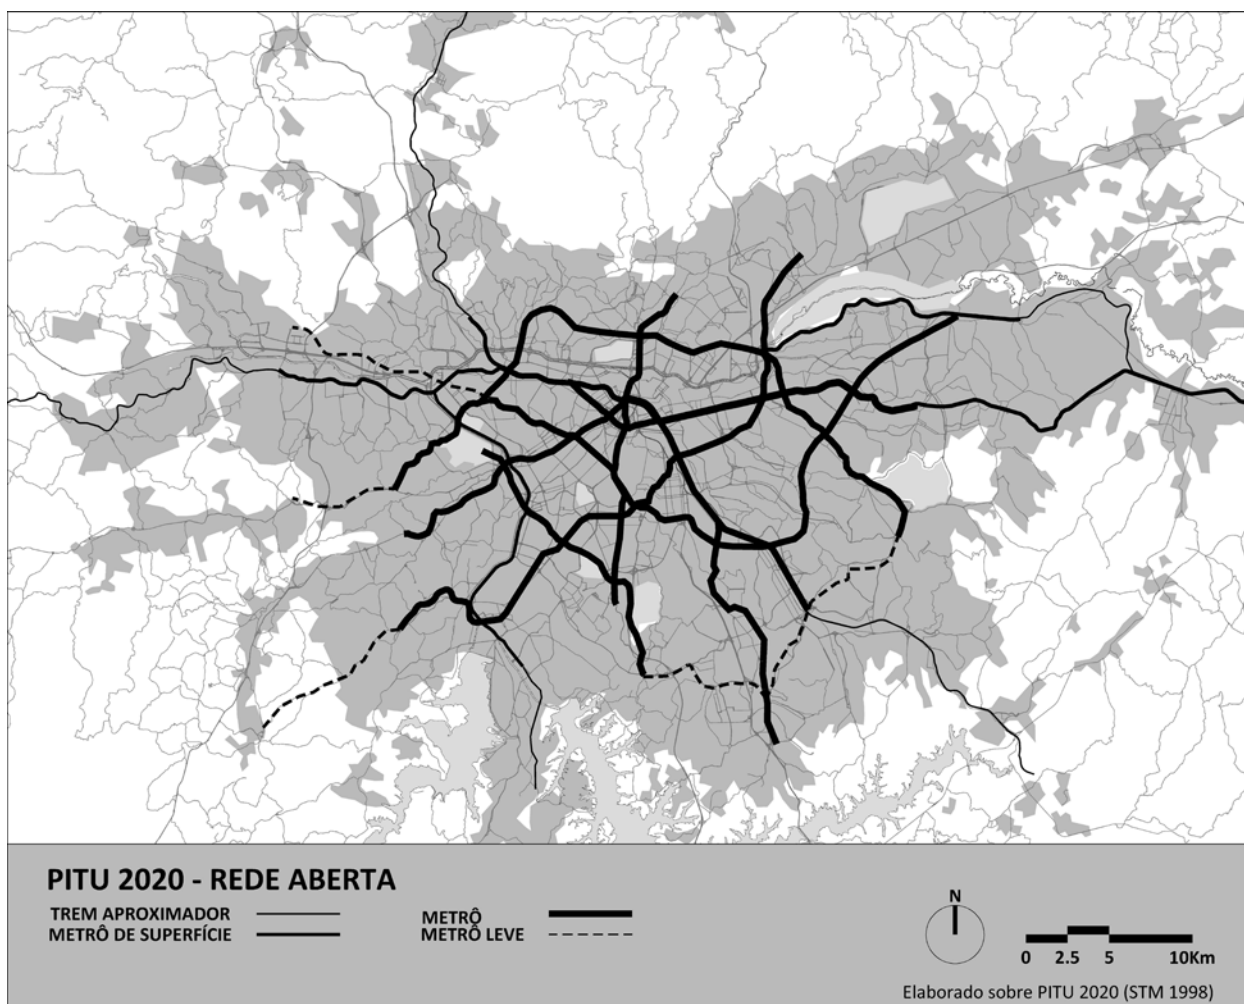 PITU 2020 - REDE ABERTA
TREM APROXIMADOR
METRÔ DE SUPERFÍCIE
METRÔ
METRÔ LEVE
N
0 2.5 5 10Km
Elaborado sobre PITU 2020 (STM 1998)